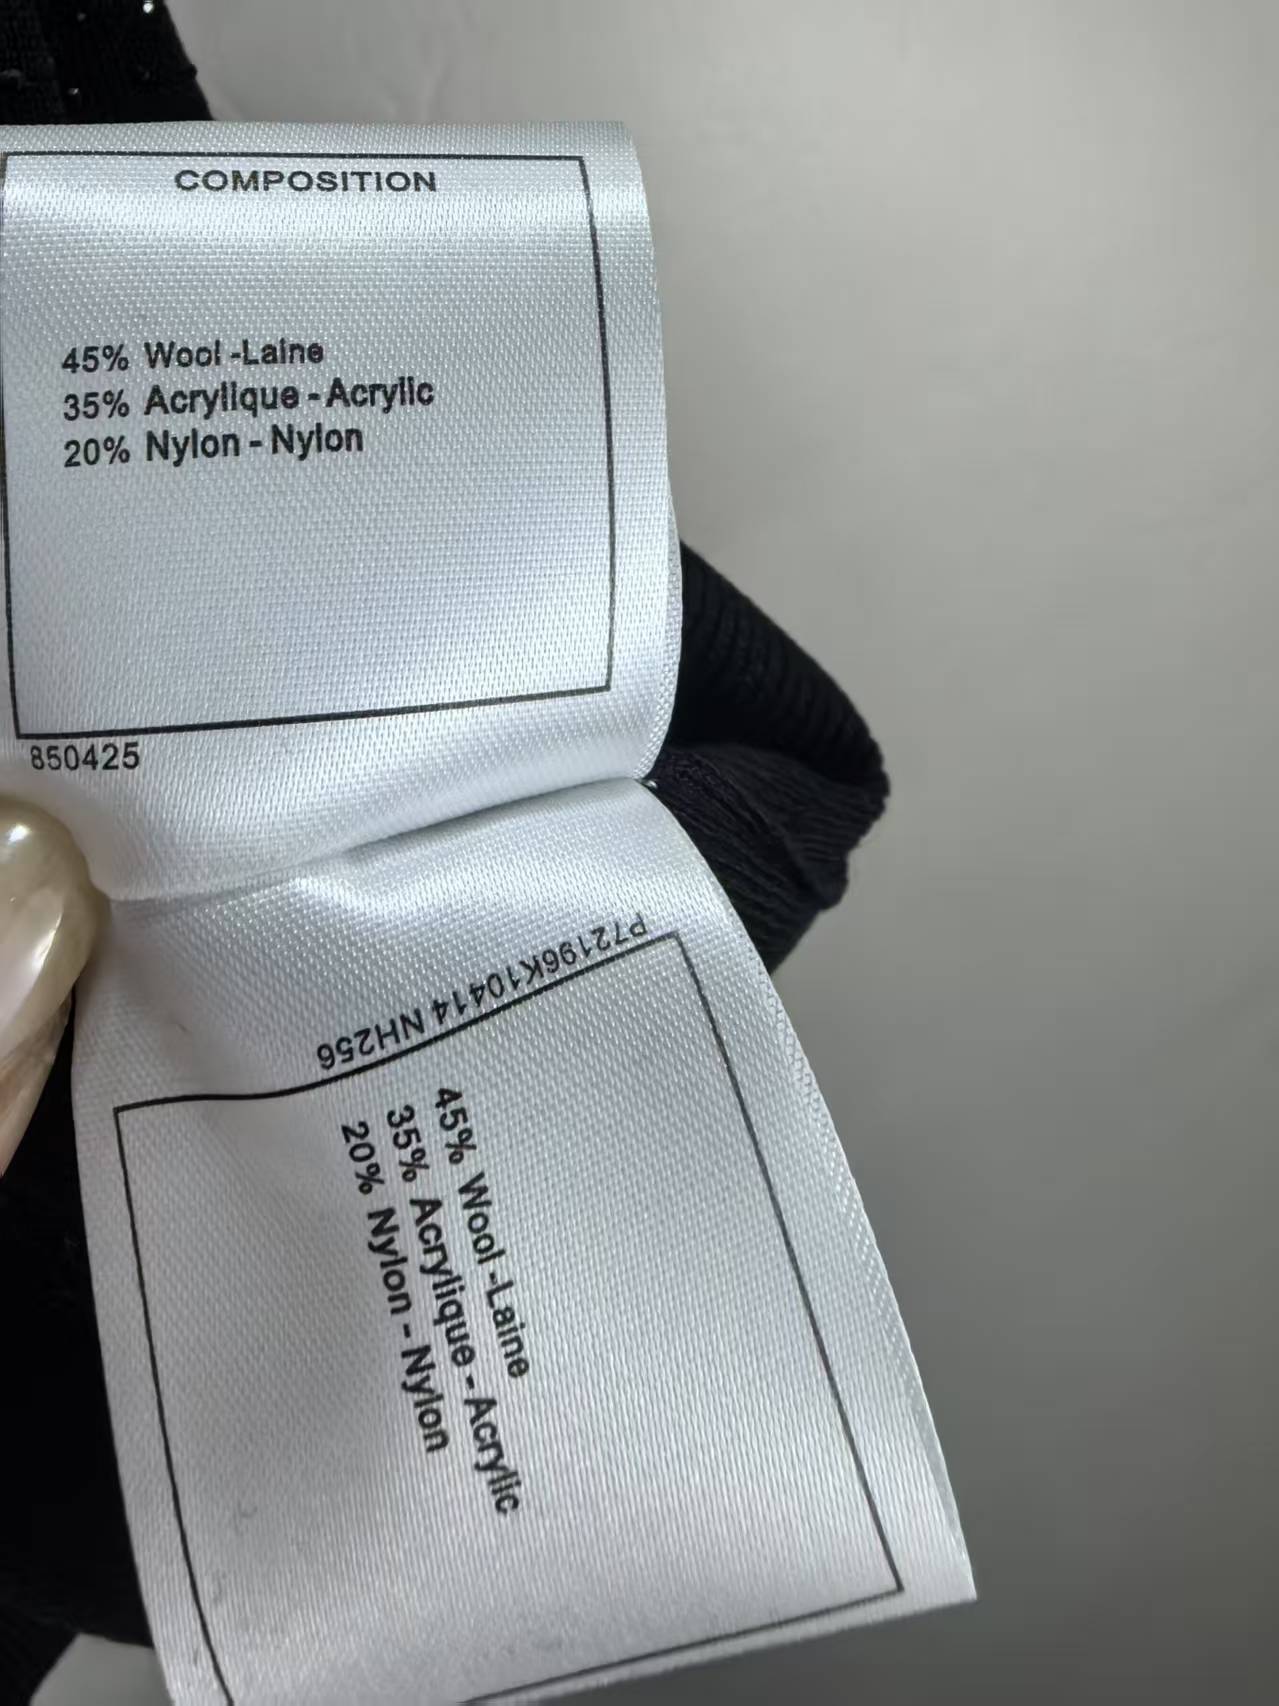 COMPOSITION
45% Wool -Laine
35% Acrylique - Acrylic
20% Nylon - Nylon
850425
P72196K10414 NH256
45% Wool -Laine
35% Acrylique - Acrylic
20% Nylon - Nylon